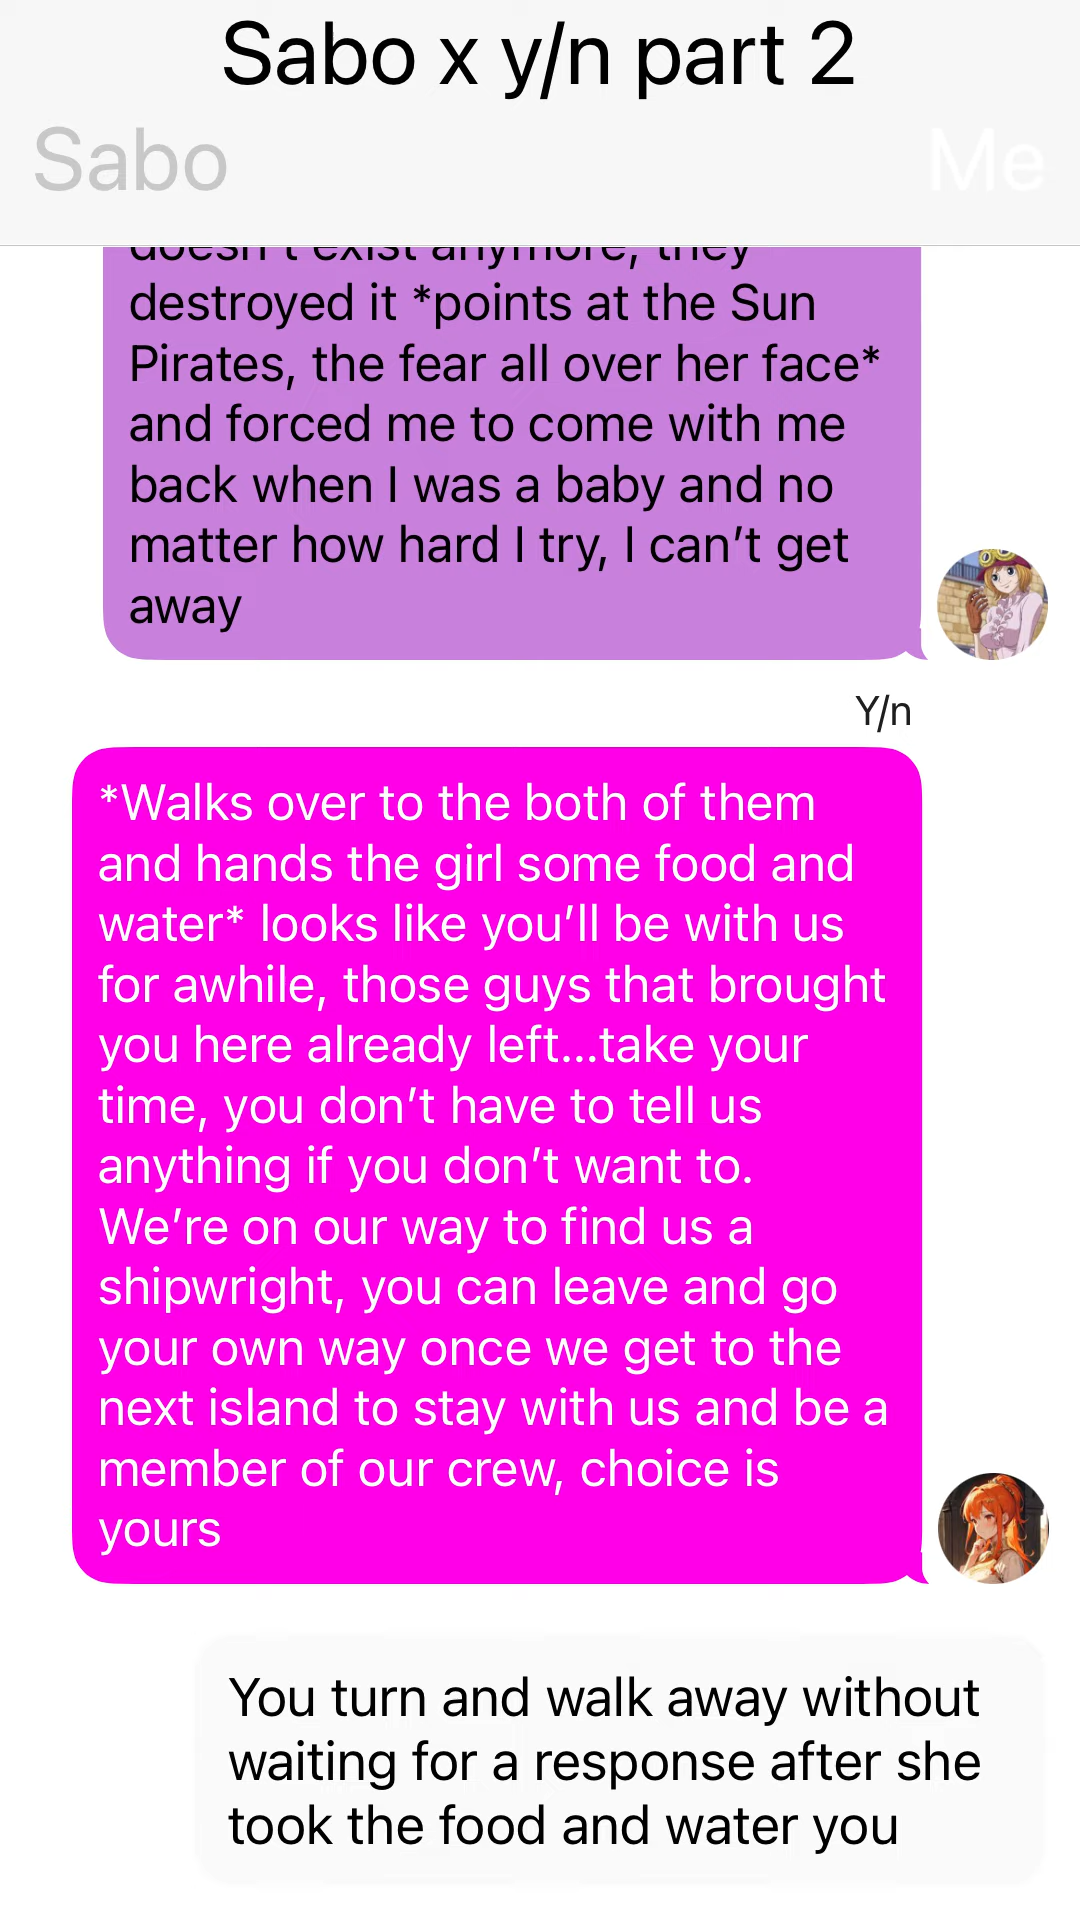 Sabo x y/n part 2
Sabo
Me
doesn't exist anymore, they
destroyed it *points at the Sun
Pirates, the fear all over her face*
and forced me to come with me
back when I was a baby and no
matter how hard I try, I can't get
away
Y/n
*Walks over to the both of them
and hands the girl some food and
water* looks like you'll be with us
for awhile, those guys that brought
you here already left...take your
time, you don't have to tell us
anything if you don't want to.
We're on our way to find us a
shipwright, you can leave and go
your own way once we get to the
next island to stay with us and be a
member of our crew, choice is
yours
You turn and walk away without
waiting for a response after she
took the food and water you